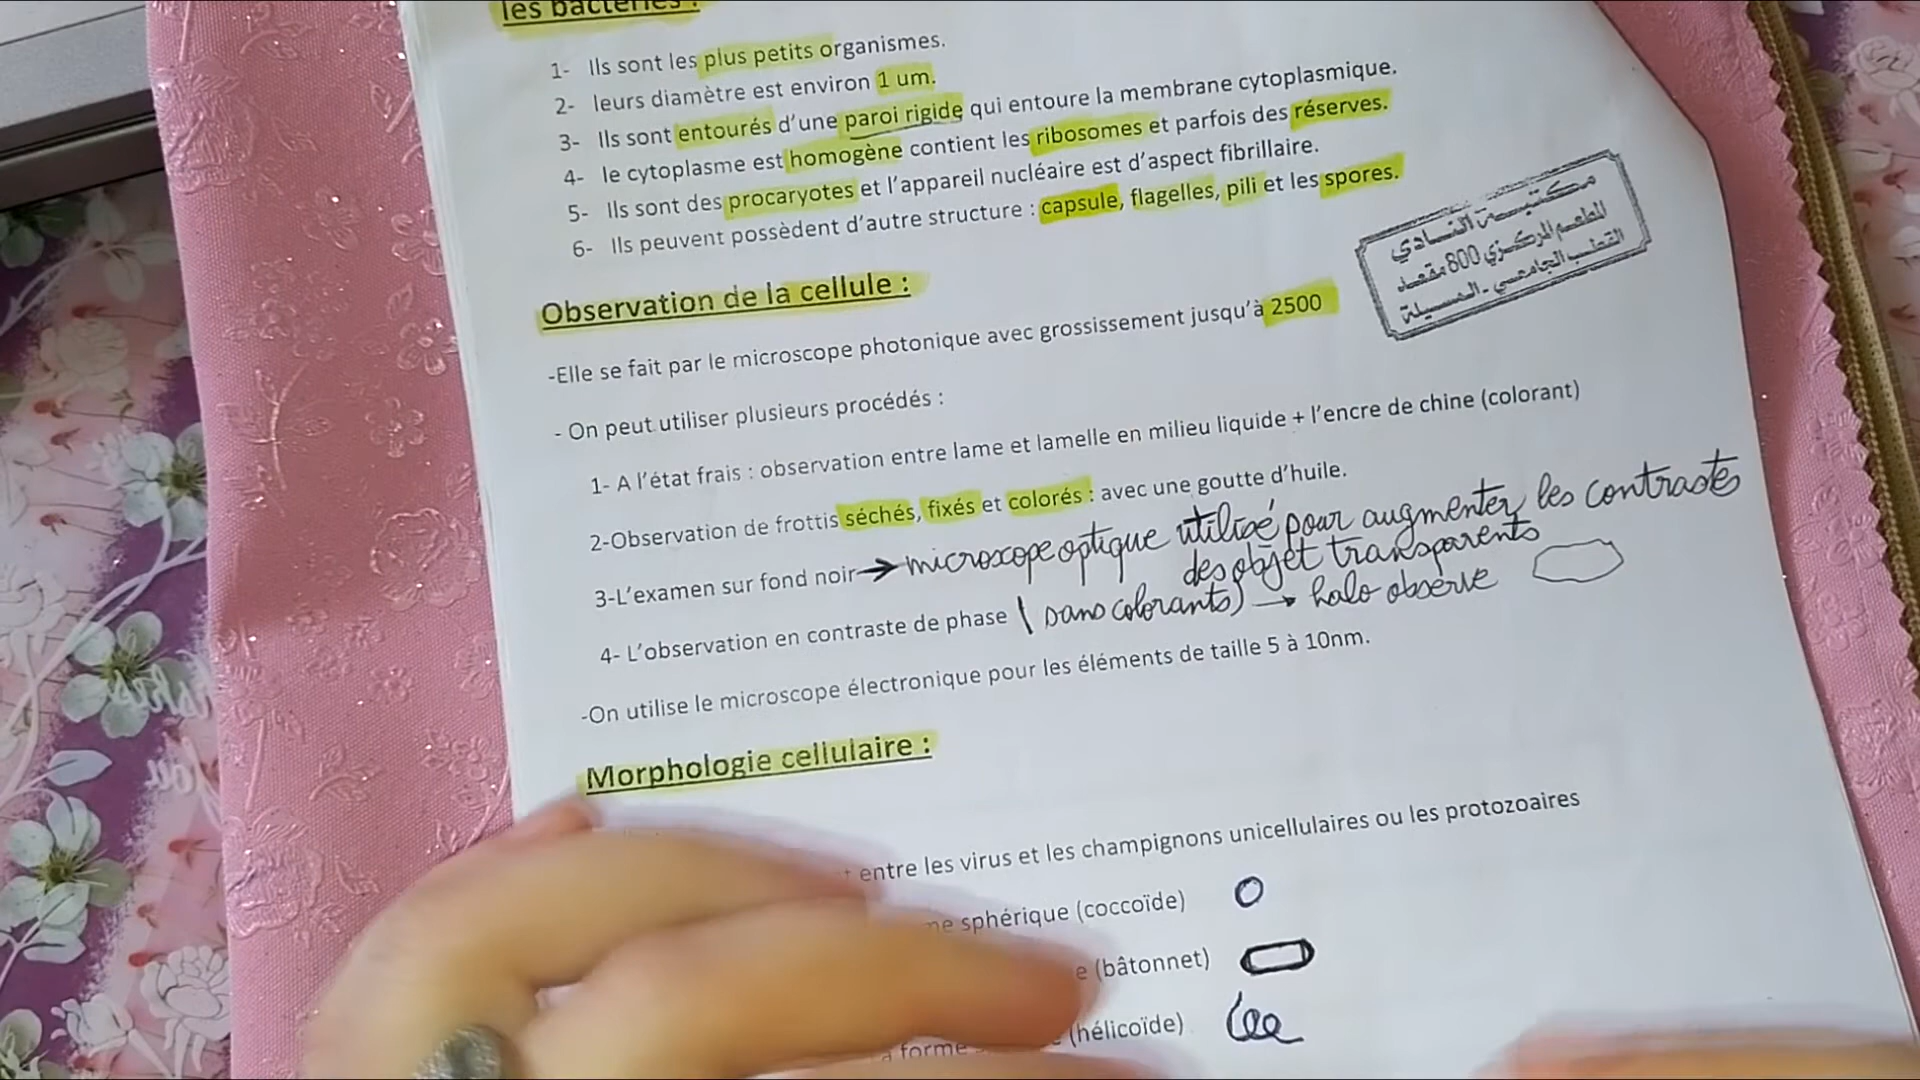 les bactéries :
1- Ils sont les plus petits organismes.
2- leurs diamètre est environ 1 um.
3- Ils sont entourés d’une paroi rigide qui entoure la membrane cytoplasmique.
4- le cytoplasme est homogène contient les ribosomes et parfois des réserves.
5- Ils sont des procaryotes et l’appareil nucléaire est d’aspect fibrillaire.
6- Ils peuvent possèdent d’autre structure : capsule, flagelles, pili et les spores.
مكتبة النادي
المطعم المركزي 800 مقعد
القطب الجامعي - المسيلة
Observation de la cellule :
-Elle se fait par le microscope photonique avec grossissement jusqu’à 2500
- On peut utiliser plusieurs procédés :
1- A l’état frais : observation entre lame et lamelle en milieu liquide + l’encre de chine (colorant)
2-Observation de frottis séchés, fixés et colorés : avec une goutte d’huile.
3-L’examen sur fond noir → microscope optique utilisé pour augmenter les contrastes
des objet transparents
4- L’observation en contraste de phase ( sans colorants) → halo observe
-On utilise le microscope électronique pour les éléments de taille 5 à 10nm.
Morphologie cellulaire :
entre les virus et les champignons unicellulaires ou les protozoaires
sphérique (coccoïde)
(bâtonnet)
forme (hélicoïde)